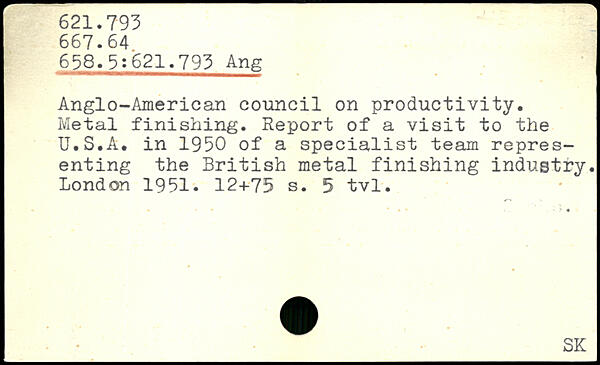 621.793
667.64
658.5:621.793 Ang
Anglo-American council on productivity.
Metal finishing. Report of a visit to the
U.S.A. in 1950 of a specialist team repres-
enting the British metal finishing industry.
London 1951. 12+75 s. 5 tvl.
SK